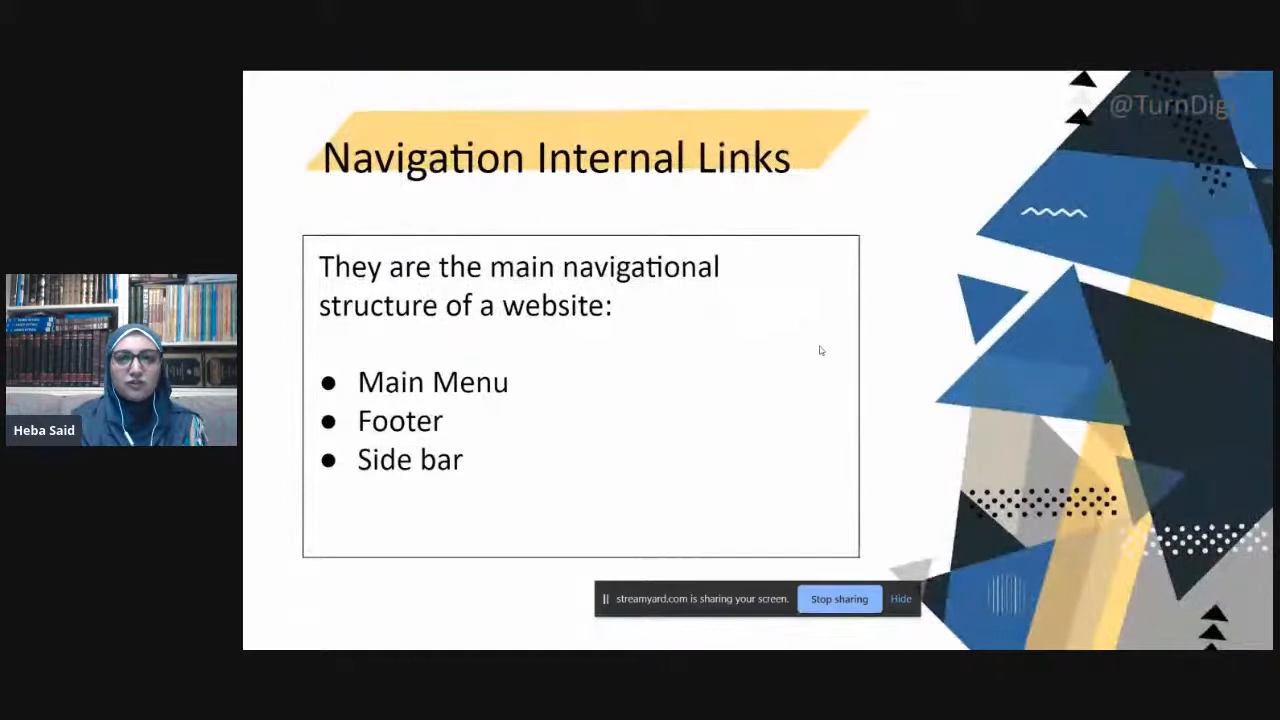 @TurnDigi
Navigation Internal Links
They are the main navigational
structure of a website:
● Main Menu
● Footer
● Side bar
Heba Said
streamyard.com is sharing your screen. Stop sharing Hide